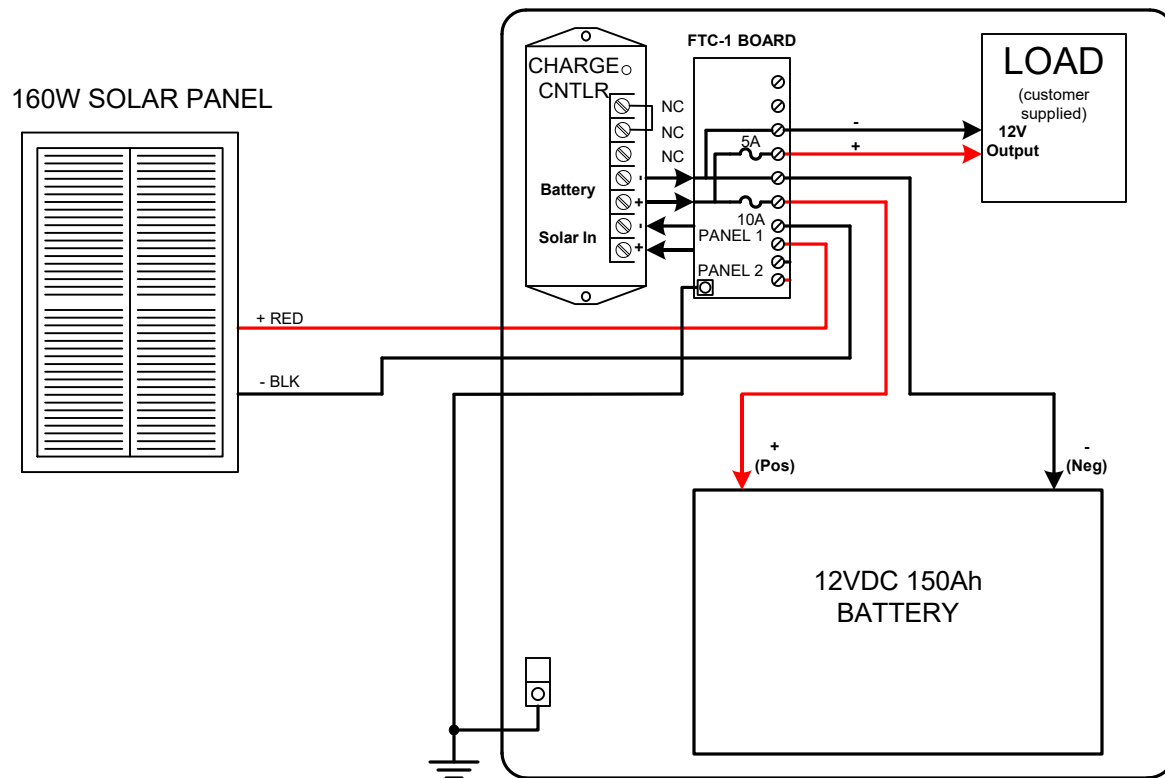 160W SOLAR PANEL
+ RED
- BLK
CHARGE
CNTLR
NC
NC
NC
Battery
-
+
Solar In
-
+
FTC-1 BOARD
5A
10A
PANEL 1
PANEL 2
-
+
LOAD
(customer
supplied)
12V
Output
+
(Pos)
-
(Neg)
12VDC 150Ah
BATTERY